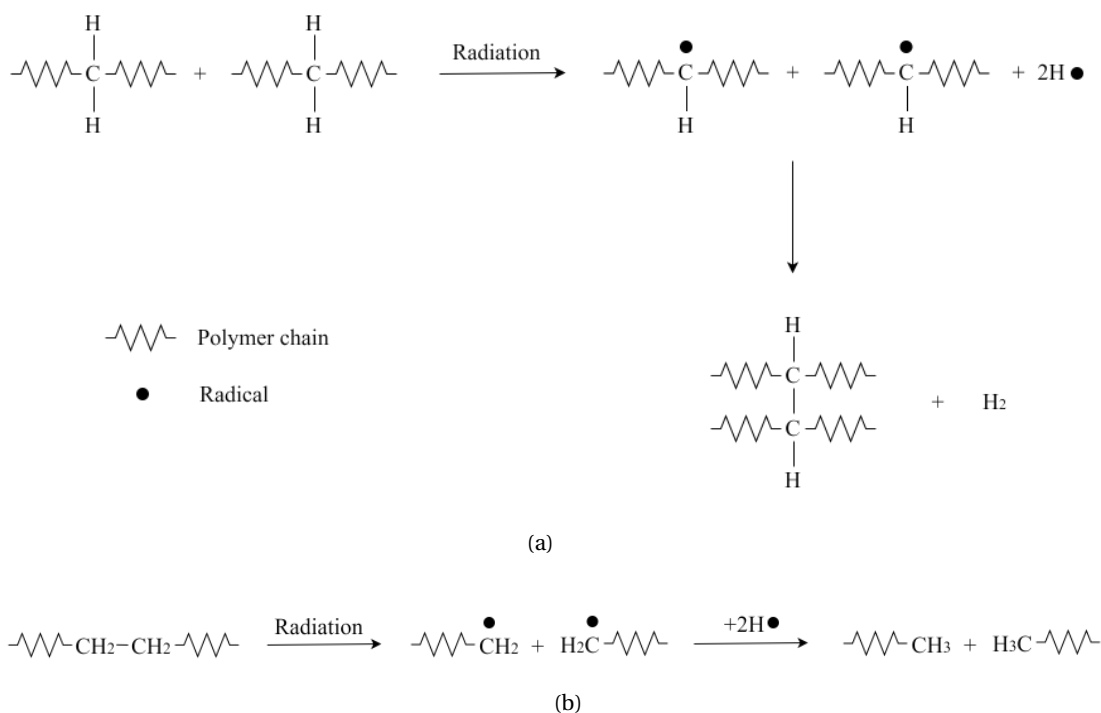 H H
Radiation
C + C C + C + 2H
H H H H
H
Polymer chain
C
+ H2
Radical
C
H
(a)
Radiation +2H
CH2–CH2 CH2 + H2C CH3 + H3C
(b)